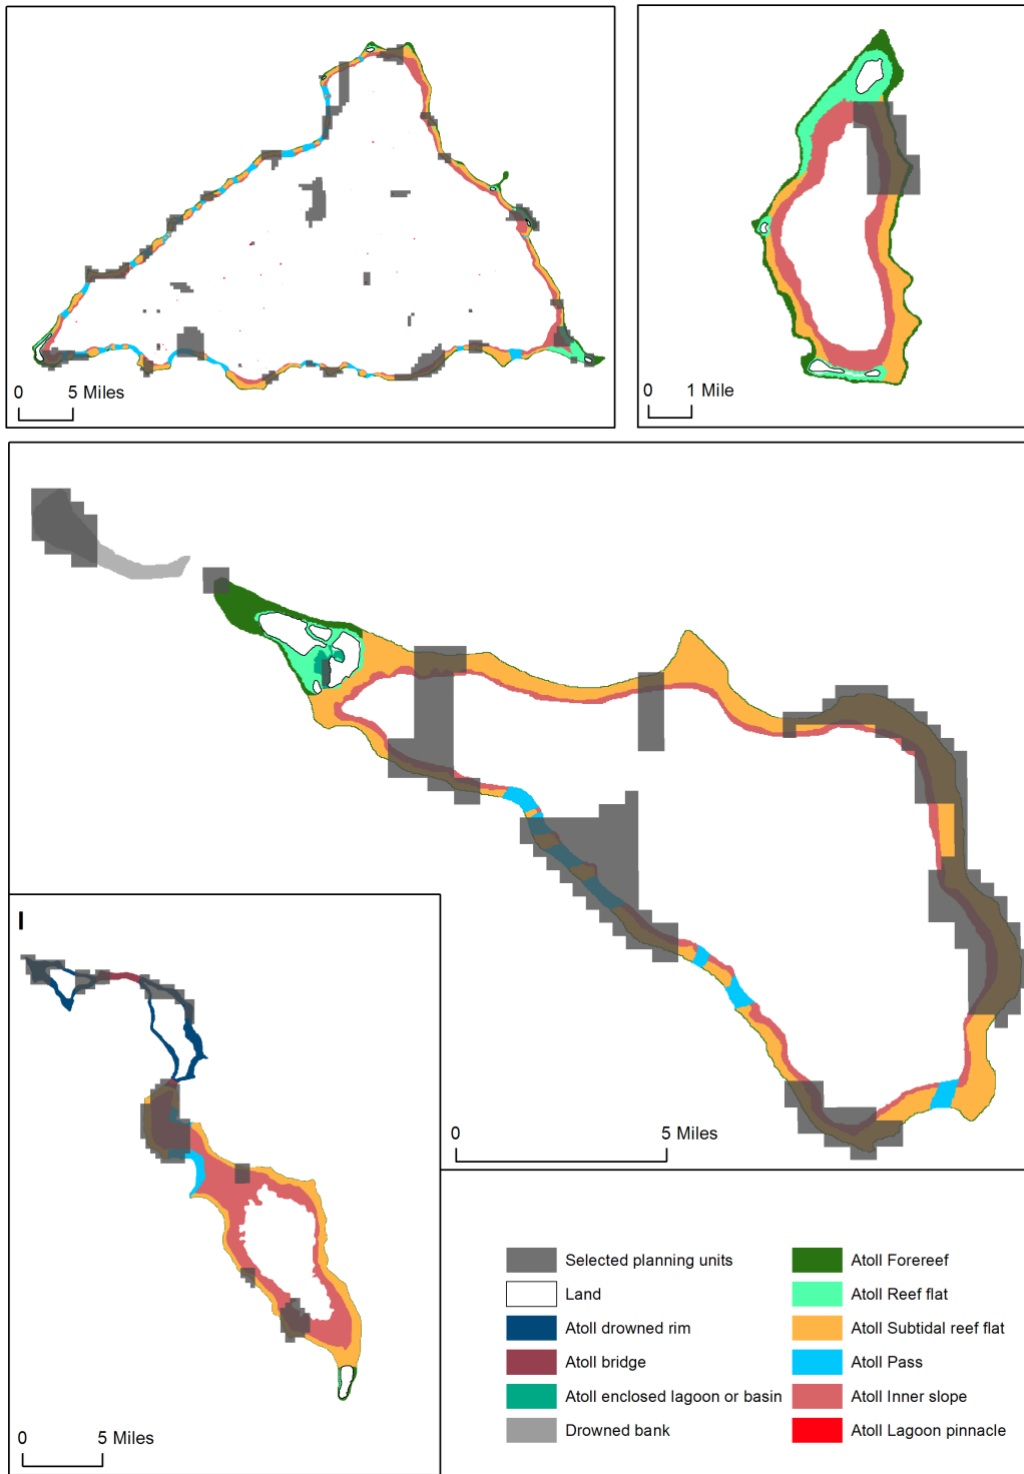 0 5 Miles
0 1 Mile
0 5 Miles
I
0 5 Miles
Selected planning units
Land
Atoll drowned rim
Atoll bridge
Atoll enclosed lagoon or basin
Drowned bank
Atoll Forereef
Atoll Reef flat
Atoll Subtidal reef flat
Atoll Pass
Atoll Inner slope
Atoll Lagoon pinnacle